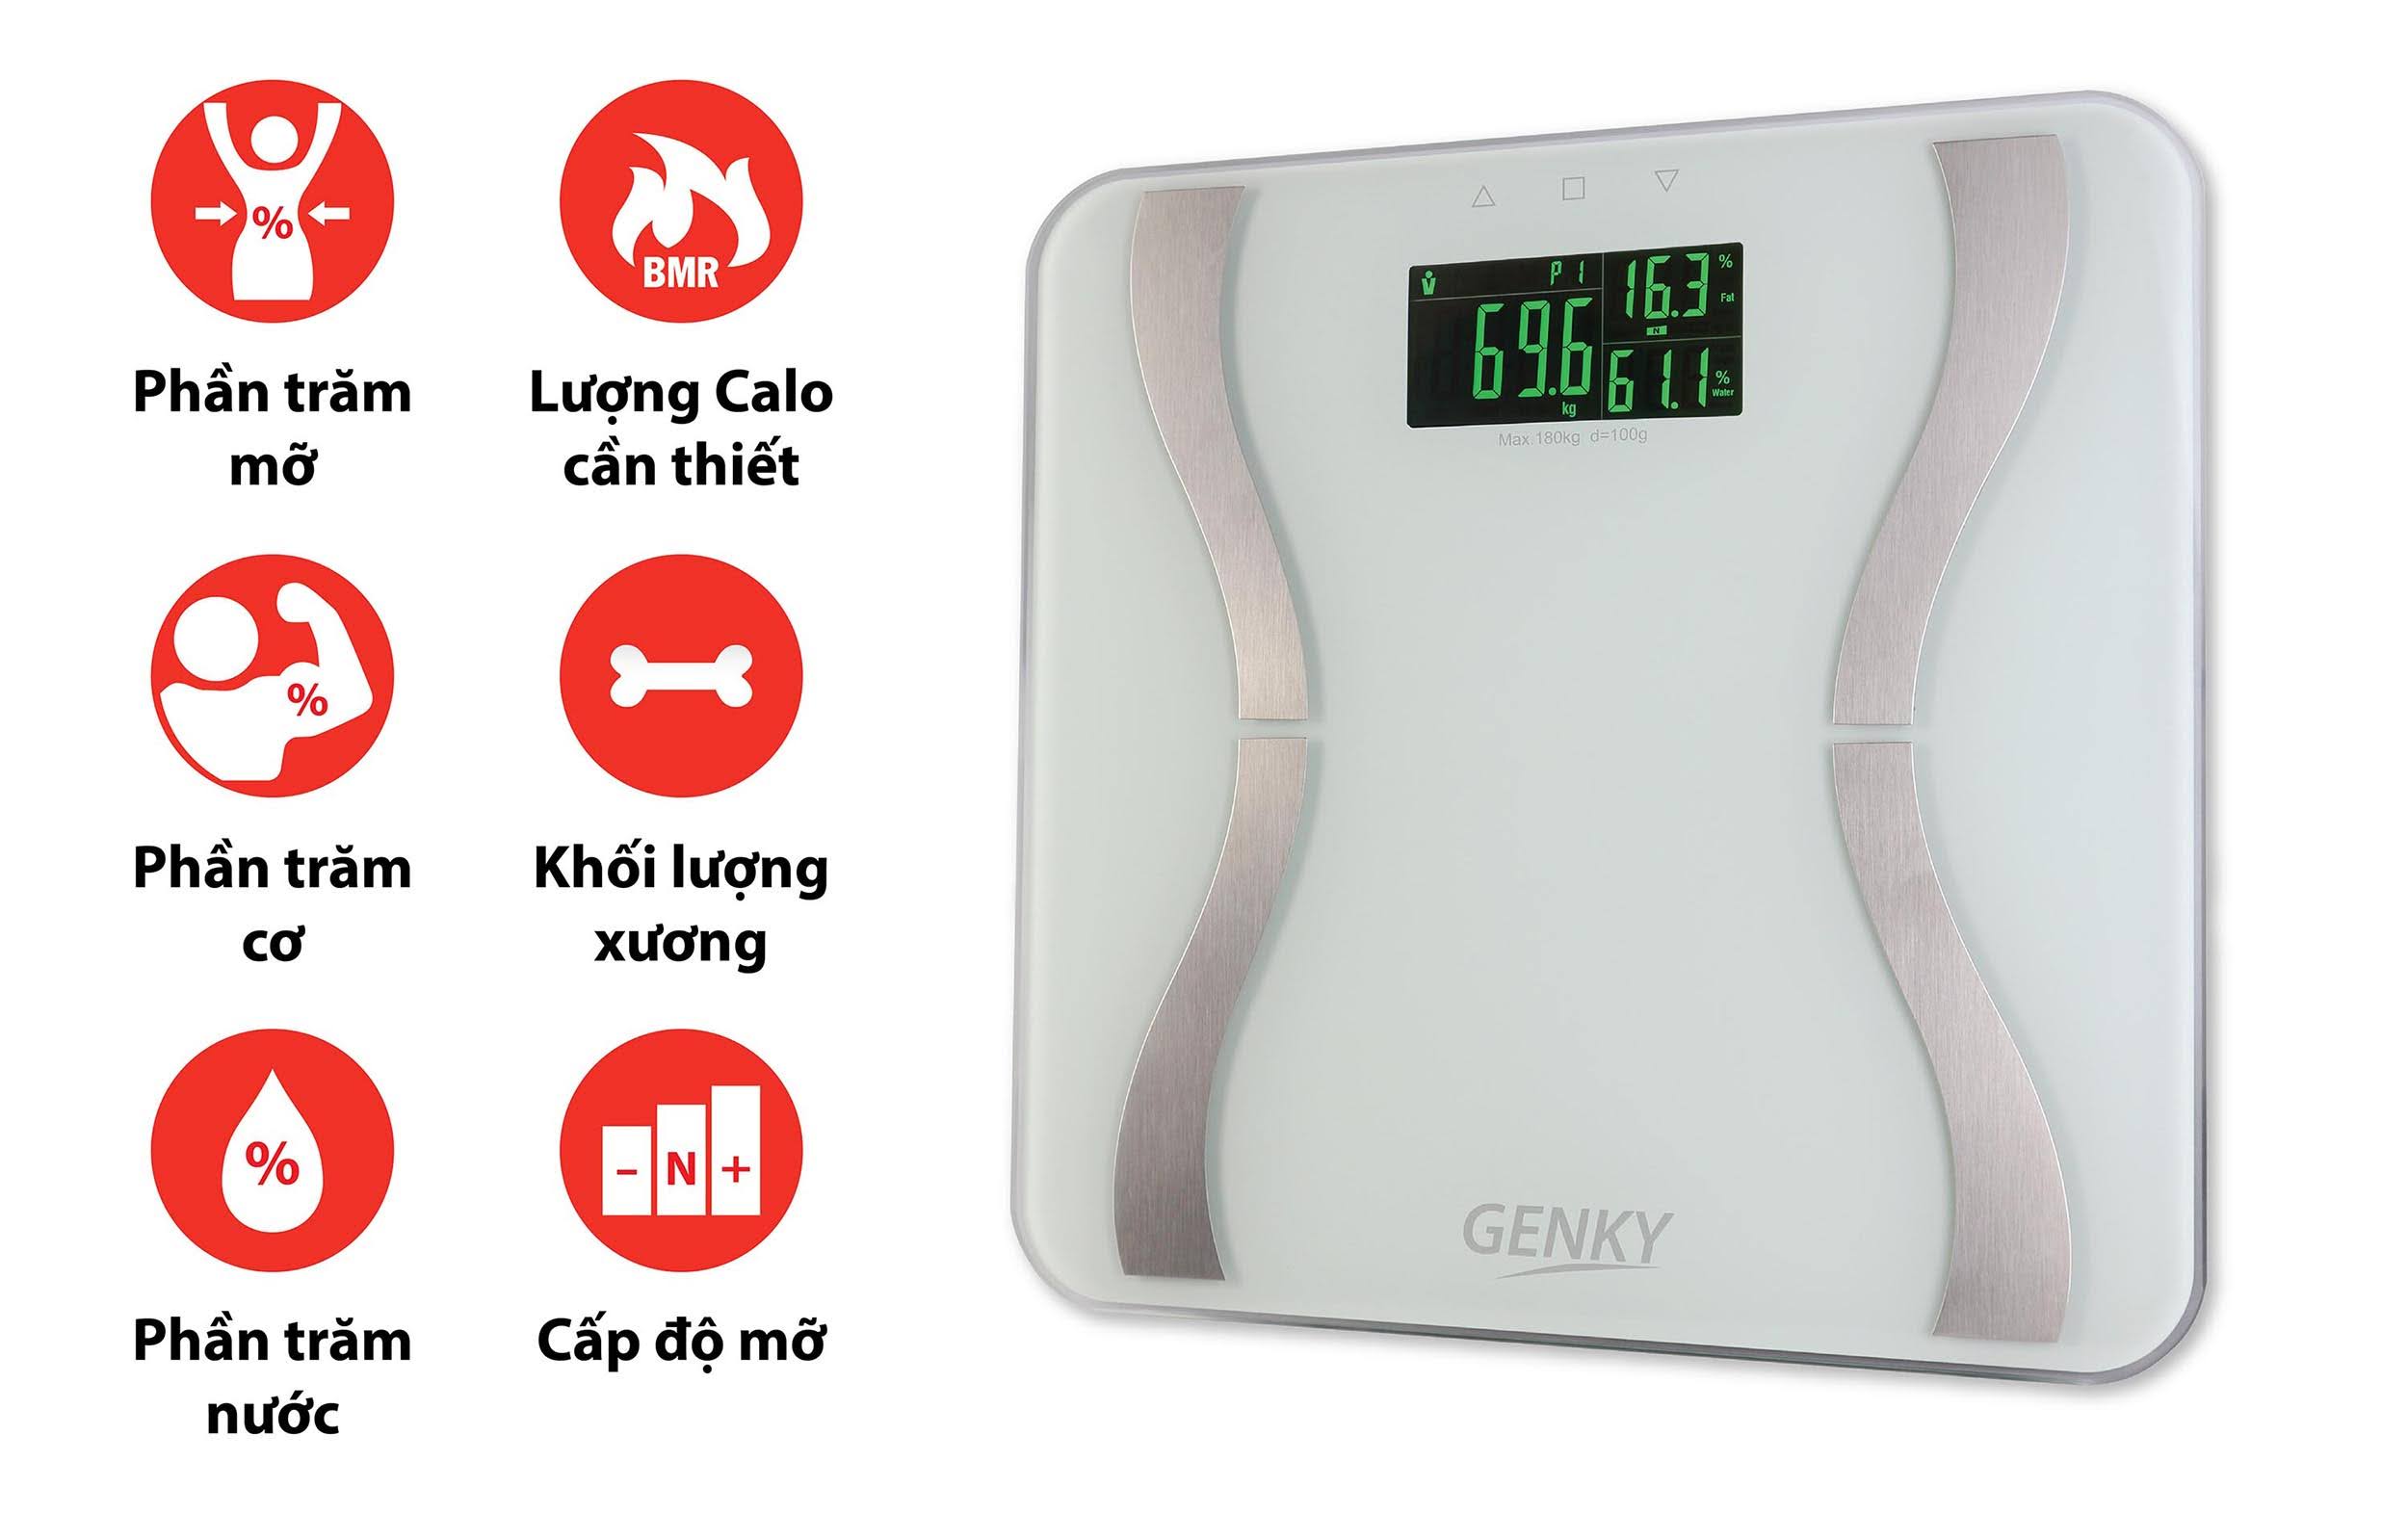 %
BMR
Phần trăm
mỡ
Lượng Calo
cần thiết
%
Phần trăm
cơ
Khối lượng
xương
%
- N +
Phần trăm
nước
Cấp độ mỡ
P1
16.3 %
Fat
N
69.6
kg
61.1 %
Water
Max.180kg d=100g
GENKY